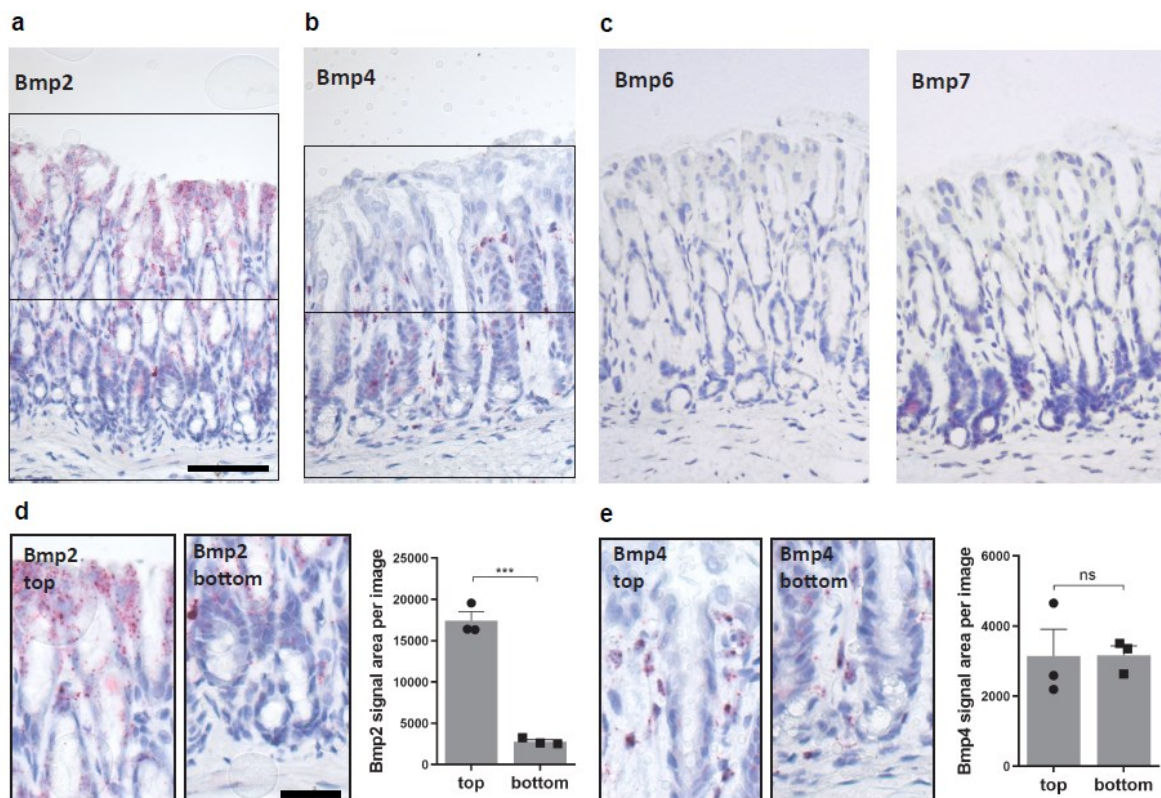 a
b
c
Bmp2
Bmp4
Bmp6
Bmp7
d
Bmp2
top
Bmp2
bottom
Bmp2 signal area per image
25000
20000
15000
10000
5000
0
***
top
bottom
e
Bmp4
top
Bmp4
bottom
Bmp4 signal area per image
6000
4000
2000
0
ns
top
bottom